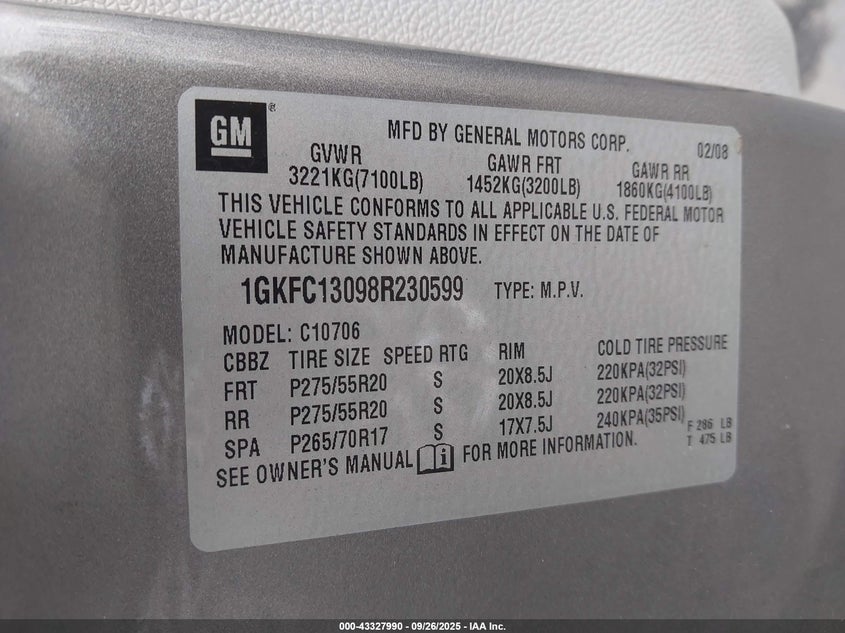 GM®
MFD BY GENERAL MOTORS CORP. 02/08
GVWR GAWR FRT GAWR RR
3221KG(7100LB) 1452KG(3200LB) 1860KG(4100LB)
THIS VEHICLE CONFORMS TO ALL APPLICABLE U.S. FEDERAL MOTOR
VEHICLE SAFETY STANDARDS IN EFFECT ON THE DATE OF
MANUFACTURE SHOWN ABOVE.
1GKFC13098R230599 TYPE: M.P.V.
MODEL: C10706
CBBZ TIRE SIZE SPEED RTG RIM COLD TIRE PRESSURE
FRT P275/55R20 S 20X8.5J 220KPA(32PSI)
RR P275/55R20 S 20X8.5J 220KPA(32PSI)
SPA P265/70R17 S 17X7.5J 240KPA(35PSI) F 286 LB
T 475 LB
SEE OWNER'S MANUAL i FOR MORE INFORMATION.
000-43327990 - 09/26/2025 - IAA Inc.